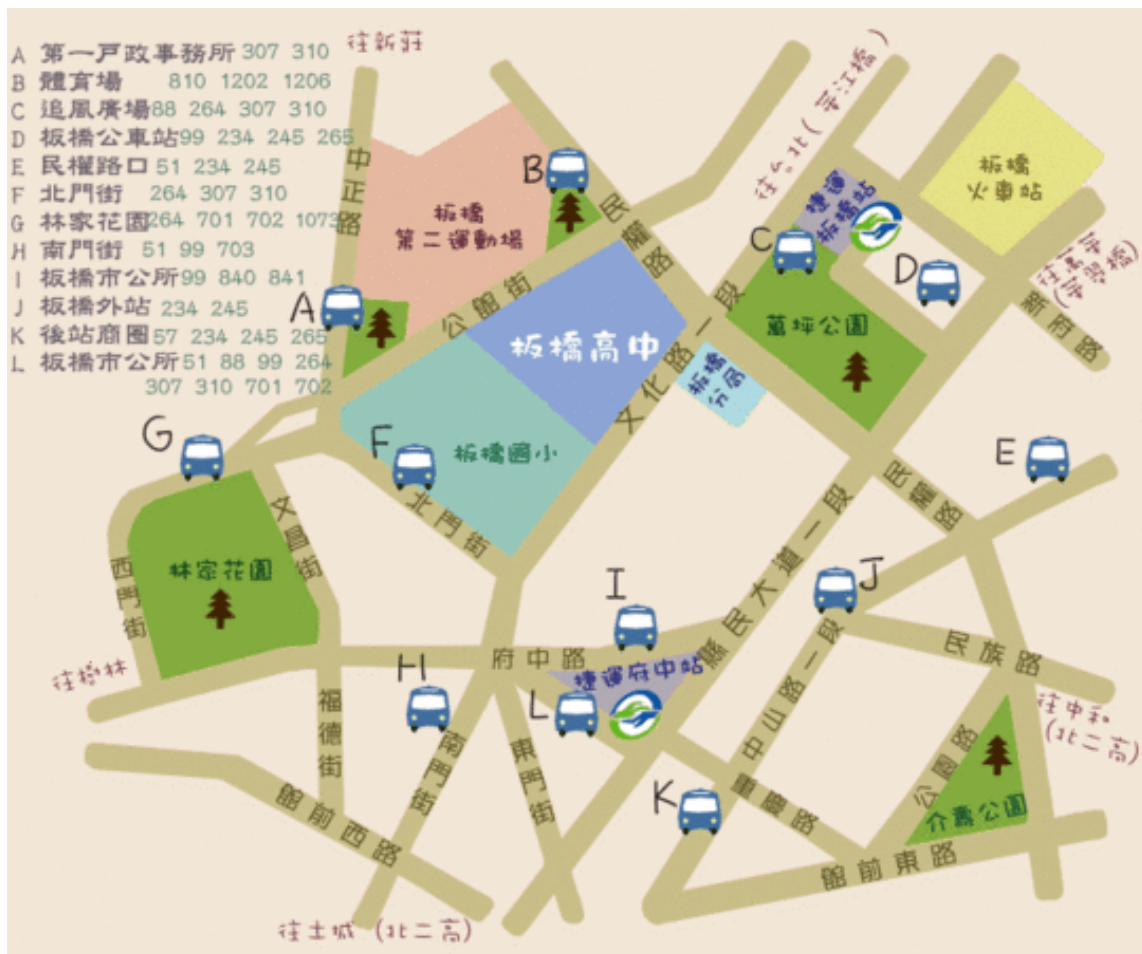 A 第一戶政事務所 307 310
B 體育場 810 1202 1206
C 追風廣場 88 264 307 310
D 板橋公車站 99 234 245 265
E 民權路口 51 234 245
F 北門街 264 307 310
G 林家花園 264 701 702 1073
H 南門街 51 99 703
I 板橋市公所 99 840 841
J 板橋外站 234 245
K 後站商圈 57 234 245 265
L 板橋市公所 51 88 99 264
307 310 701 702
往新莊
中正路
板橋
第二運動場
B
民權路
公館街
A
板橋高中
往台北(華江橋)
捷運
板橋站
C
D
板橋
火車站
新府路
萬坪公園
文化路一段
板橋
分局
G
F
板橋國小
北門街
E
民權路
文昌街
林家花園
西門街
往樹林
I
J
縣民大道一段
府中路
捷運府中站
H
L
民族路
往中和
(北二高)
中山路一段
公園路
介壽公園
福德街
南門街
東門街
K
重慶路
館前西路
館前東路
往土城 (北二高)